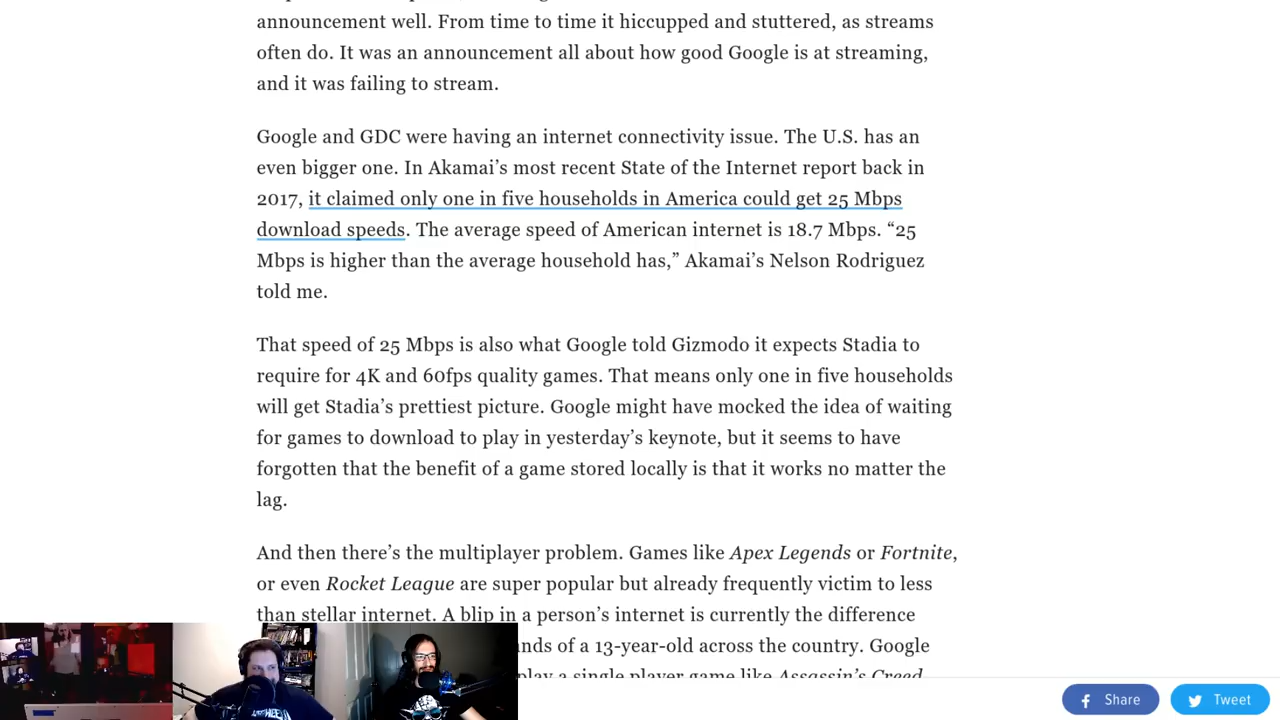 announcement well. From time to time it hiccupped and stuttered, as streams
often do. It was an announcement all about how good Google is at streaming,
and it was failing to stream.
Google and GDC were having an internet connectivity issue. The U.S. has an
even bigger one. In Akamai’s most recent State of the Internet report back in
2017, it claimed only one in five households in America could get 25 Mbps
download speeds. The average speed of American internet is 18.7 Mbps. “25
Mbps is higher than the average household has,” Akamai’s Nelson Rodriguez
told me.
That speed of 25 Mbps is also what Google told Gizmodo it expects Stadia to
require for 4K and 60fps quality games. That means only one in five households
will get Stadia’s prettiest picture. Google might have mocked the idea of waiting
for games to download to play in yesterday’s keynote, but it seems to have
forgotten that the benefit of a game stored locally is that it works no matter the
lag.
And then there’s the multiplayer problem. Games like Apex Legends or Fortnite,
or even Rocket League are super popular but already frequently victim to less
than stellar internet. A blip in a person’s internet is currently the difference
of a 13-year-old across the country. Google
play a single player game like Assassin’s Creed
Share
Tweet